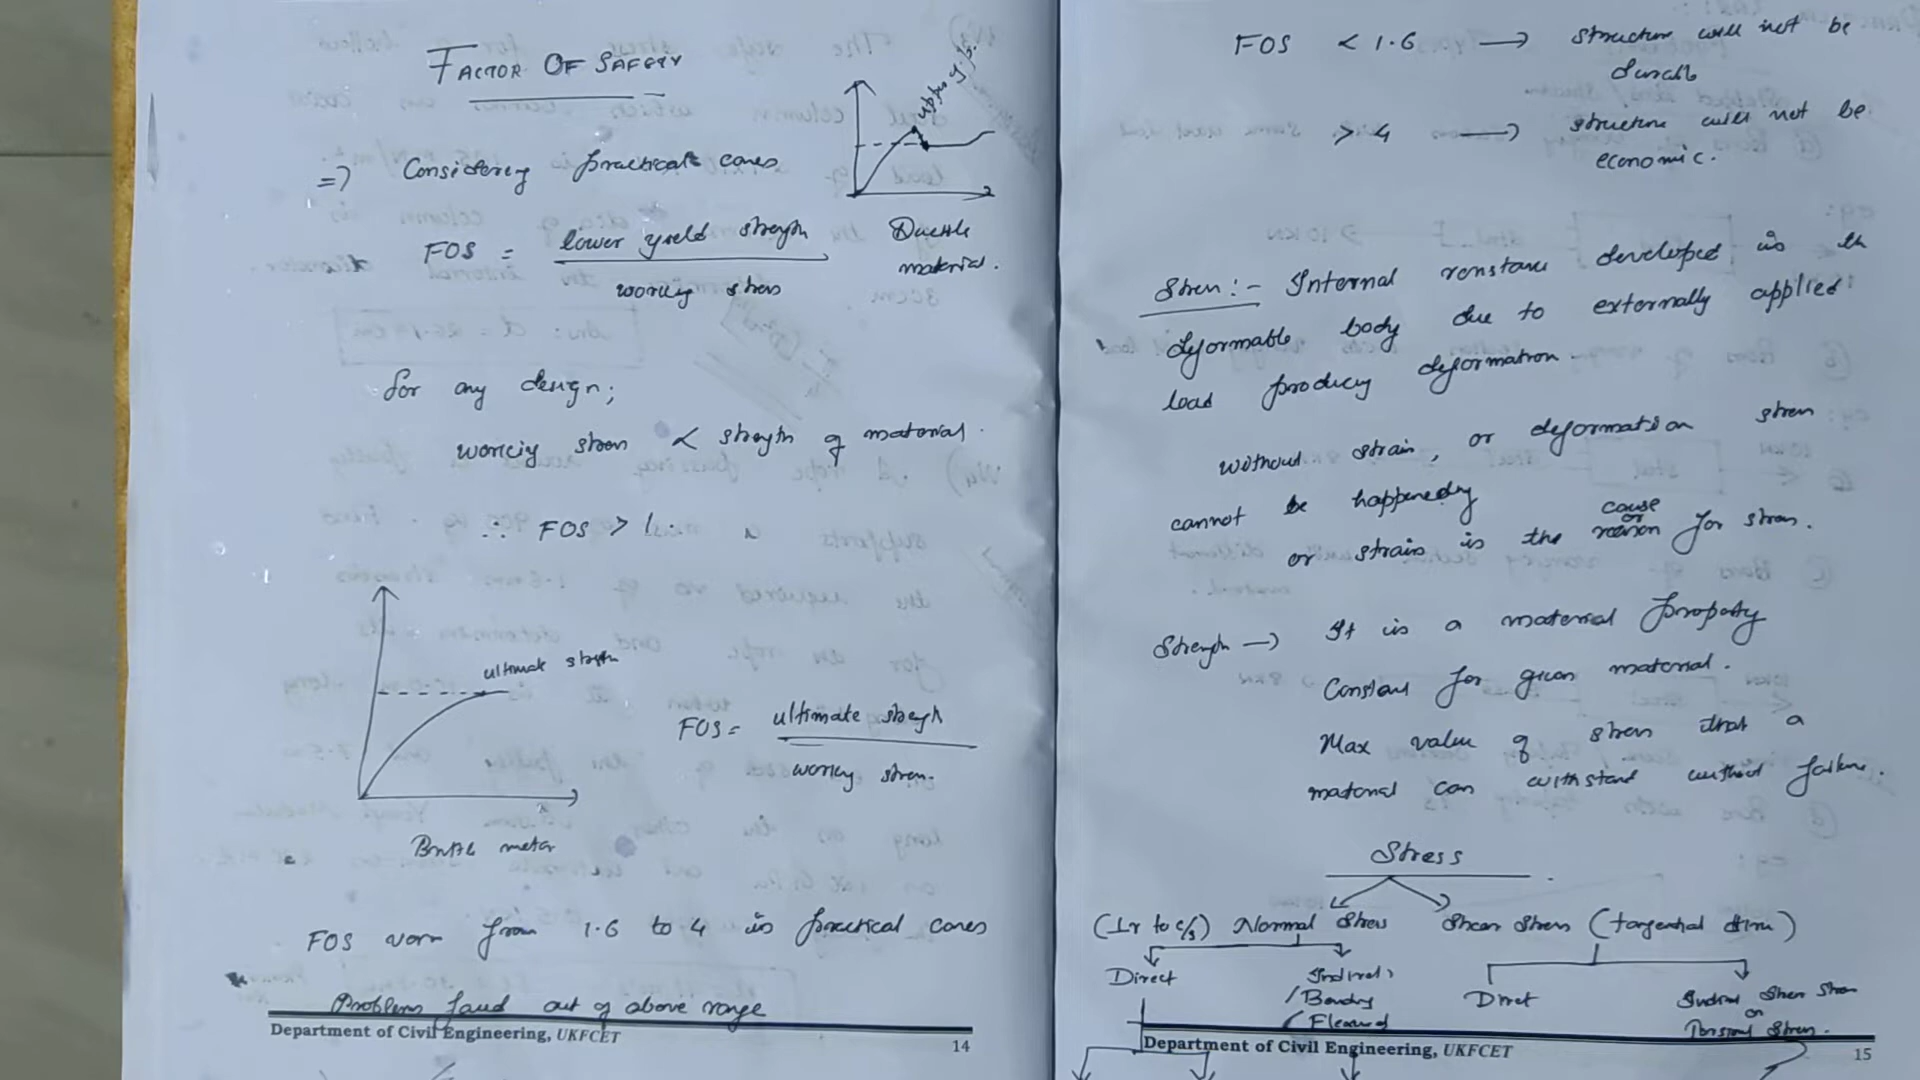 FACTOR OF SAFETY
upper y. p.
=> Considering practical cases
FOS = lower yield strength
working stress
Ductile
material.
for any design;
working stress < strength of material.
∴ FOS > 1.
ultimate strength
FOS = ultimate strength
working stress.
Brittle
FOS from 1.6 to 4 in practical cases
Problems faced out of above range
Department of Civil Engineering, UKFCET
14
FOS < 1.6 → structure will not be
durable
> 4 → structure will not be
economic.
Stress :- Internal resistance developed in the
deformable body due to externally applied
load producing deformation.
without strain, or deformation stress
cannot be
cause
or
or strain is the reason for stress.
Strength → It is a material property
Constant for given material.
Max value of stress that a
material can withstand without failure.
Stress
(Lr to c/s) Normal Stress Shear Stress (tangential
Direct
Indirect
/ Bending
/ Flexural
Direct
Indirect Shear Stress
or
Torsional Stress.
Department of Civil Engineering, UKFCET
15